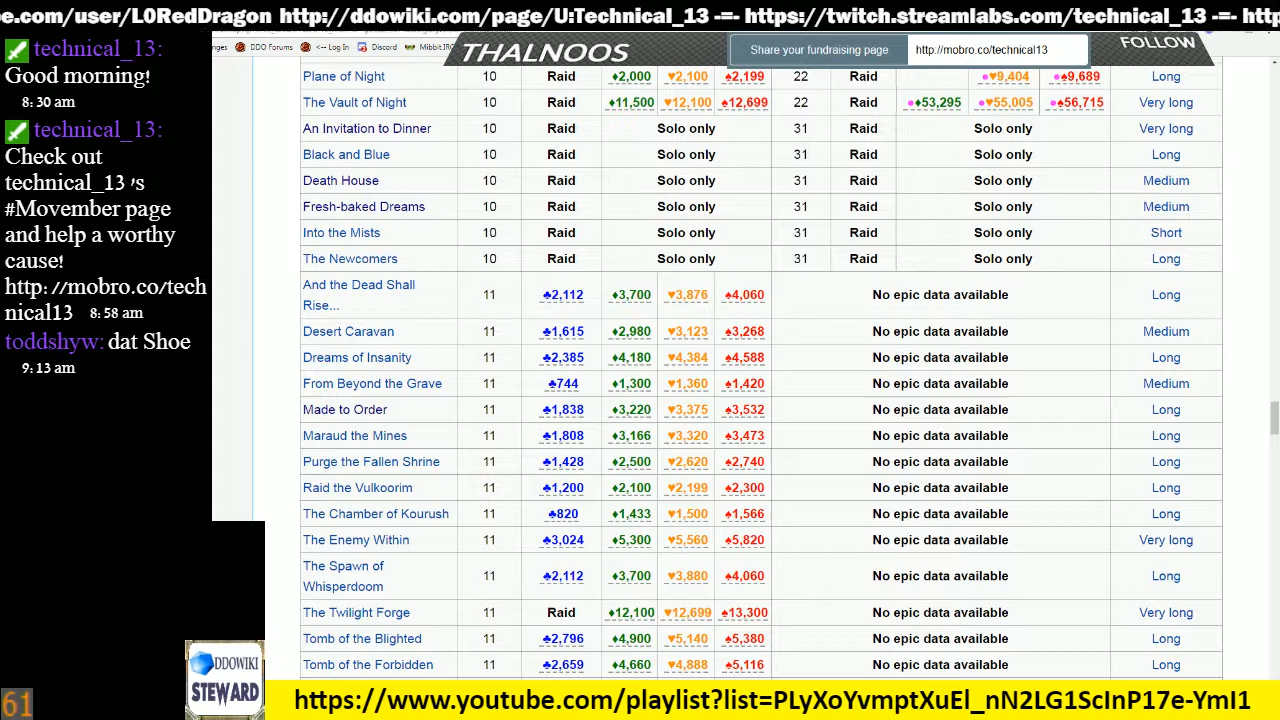 e.com/user/L0RedDragon http://ddowiki.com/page/U:Technical_13 -=- https://twitch.streamlabs.com/technical_13 -=- http
nges DDO Forums <-- Log In Discord Mibbit IR
THALNOOS
Share your fundraising page http://mobro.co/technical13
FOLLOW
technical_13:
Good morning!
8:30 am
technical_13:
Check out
technical_13 's
#Movember page
and help a worthy
cause!
http://mobro.co/tech
nical13 8:58 am
toddshyw: dat Shoe
9:13 am
Plane of Night 10 Raid ♦2,000 ♥2,100 ♠2,199 22 Raid ●♥9,404 ●♠9,689 Long
The Vault of Night 10 Raid ♦11,500 ♥12,100 ♠12,699 22 Raid ●♦53,295 ●♥55,005 ●♠56,715 Very long
An Invitation to Dinner 10 Raid Solo only 31 Raid Solo only Very long
Black and Blue 10 Raid Solo only 31 Raid Solo only Long
Death House 10 Raid Solo only 31 Raid Solo only Medium
Fresh-baked Dreams 10 Raid Solo only 31 Raid Solo only Medium
Into the Mists 10 Raid Solo only 31 Raid Solo only Short
The Newcomers 10 Raid Solo only 31 Raid Solo only Long
And the Dead Shall
Rise... 11 ♣2,112 ♦3,700 ♥3,876 ♠4,060 No epic data available Long
Desert Caravan 11 ♣1,615 ♦2,980 ♥3,123 ♠3,268 No epic data available Medium
Dreams of Insanity 11 ♣2,385 ♦4,180 ♥4,384 ♠4,588 No epic data available Long
From Beyond the Grave 11 ♣744 ♦1,300 ♥1,360 ♠1,420 No epic data available Medium
Made to Order 11 ♣1,838 ♦3,220 ♥3,375 ♠3,532 No epic data available Long
Maraud the Mines 11 ♣1,808 ♦3,166 ♥3,320 ♠3,473 No epic data available Long
Purge the Fallen Shrine 11 ♣1,428 ♦2,500 ♥2,620 ♠2,740 No epic data available Long
Raid the Vulkoorim 11 ♣1,200 ♦2,100 ♥2,199 ♠2,300 No epic data available Long
The Chamber of Kourush 11 ♣820 ♦1,433 ♥1,500 ♠1,566 No epic data available Long
The Enemy Within 11 ♣3,024 ♦5,300 ♥5,560 ♠5,820 No epic data available Very long
The Spawn of
Whisperdoom 11 ♣2,112 ♦3,700 ♥3,880 ♠4,060 No epic data available Long
The Twilight Forge 11 Raid ♦12,100 ♥12,699 ♠13,300 No epic data available Very long
Tomb of the Blighted 11 ♣2,796 ♦4,900 ♥5,140 ♠5,380 No epic data available Long
Tomb of the Forbidden 11 ♣2,659 ♦4,660 ♥4,888 ♠5,116 No epic data available Long
DDOWIKI
STEWARD
61
https://www.youtube.com/playlist?list=PLyXoYvmptXuEl_nN2LG1ScInP17e-YmI1